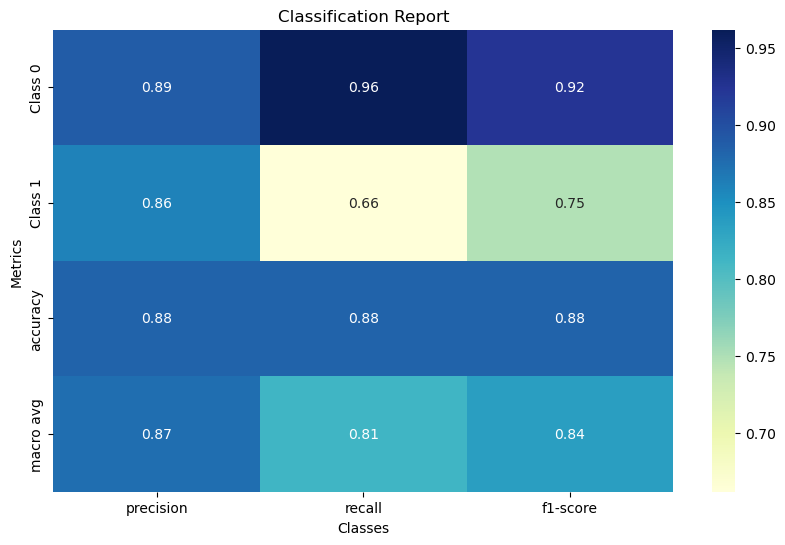 Classification Report
Class 0 0.89 0.96 0.92 0.95
0.90
Class 1 0.86 0.66 0.75 0.85
Metrics
0.80
accuracy 0.88 0.88 0.88
0.75
macro avg 0.87 0.81 0.84 0.70
precision recall f1-score
Classes